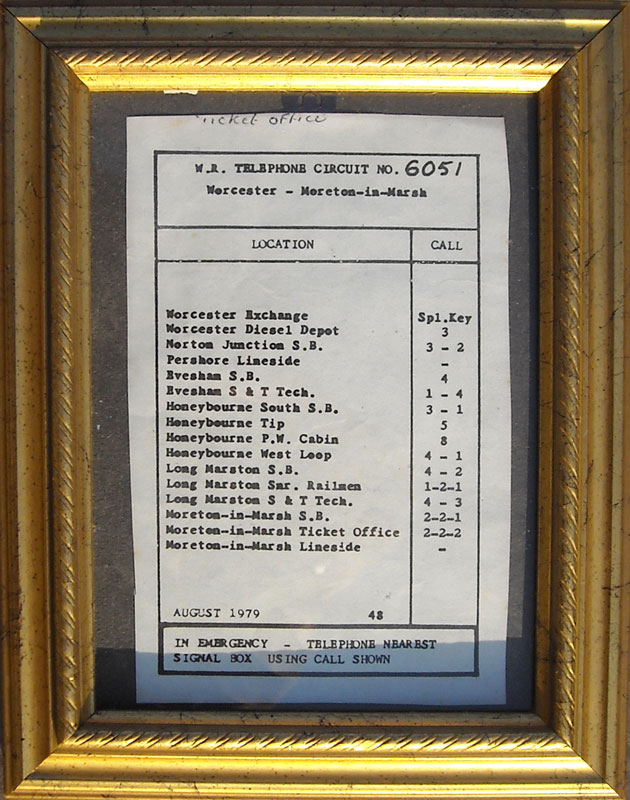 Ticket office
W.R. TELEPHONE CIRCUIT NO. 6051
Worcester - Moreton-in-Marsh
LOCATION CALL
Worcester Exchange Spl.Key
Worcester Diesel Depot 3
Norton Junction S.B. 3 - 2
Pershore Lineside -
Evesham S.B. 4
Evesham S & T Tech. 1 - 4
Honeybourne South S.B. 3 - 1
Honeybourne Tip 5
Honeybourne P.W. Cabin 8
Honeybourne West Loop 4 - 1
Long Marston S.B. 4 - 2
Long Marston Snr. Railmen 1-2-1
Long Marston S & T Tech. 4 - 3
Moreton-in-Marsh S.B. 2-2-1
Moreton-in-Marsh Ticket Office 2-2-2
Moreton-in-Marsh Lineside -
AUGUST 1979 48
IN EMERGENCY - TELEPHONE NEAREST
SIGNAL BOX USING CALL SHOWN